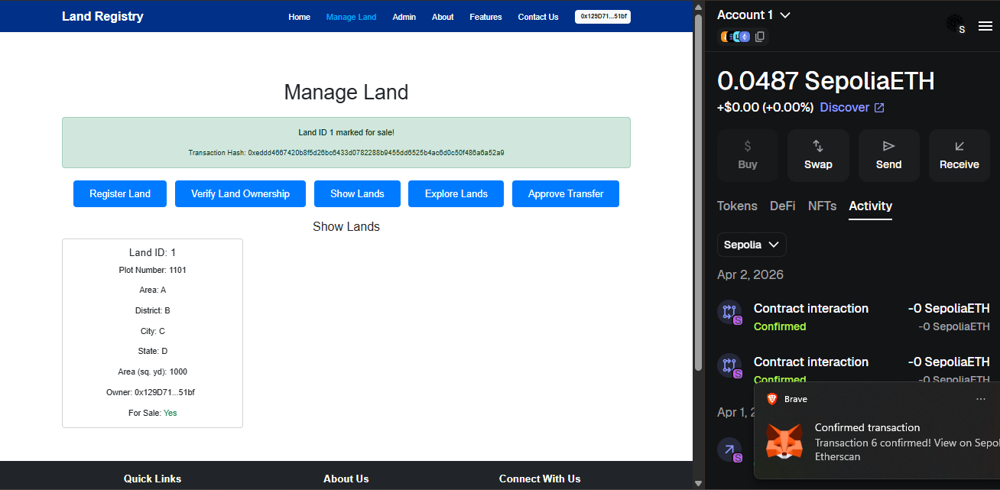 Land Registry
Home Manage Land Admin About Features Contact Us 0x129D71...51bf
Manage Land
Land ID 1 marked for sale!
Transaction Hash: 0xeddd4667420b8f5d26bc6433d0782288b9455dd6525b4ac6d0c50f486a6a52a9
Register Land Verify Land Ownership Show Lands Explore Lands Approve Transfer
Show Lands
Land ID: 1
Plot Number: 1101
Area: A
District: B
City: C
State: D
Area (sq. yd): 1000
Owner: 0x129D71...51bf
For Sale: Yes
Quick Links About Us Connect With Us
Account 1
S
0.0487 SepoliaETH
+$0.00 (+0.00%) Discover
$
Buy Swap Send Receive
Tokens DeFi NFTs Activity
Sepolia
Apr 2, 2026
Contract interaction -0 SepoliaETH
S
Confirmed -0 SepoliaETH
Contract interaction -0 SepoliaETH
S
Confirmed -0 SepoliaETH
Apr 1, 2
S
Brave
Confirmed transaction
Transaction 6 confirmed! View on Sepol
Etherscan